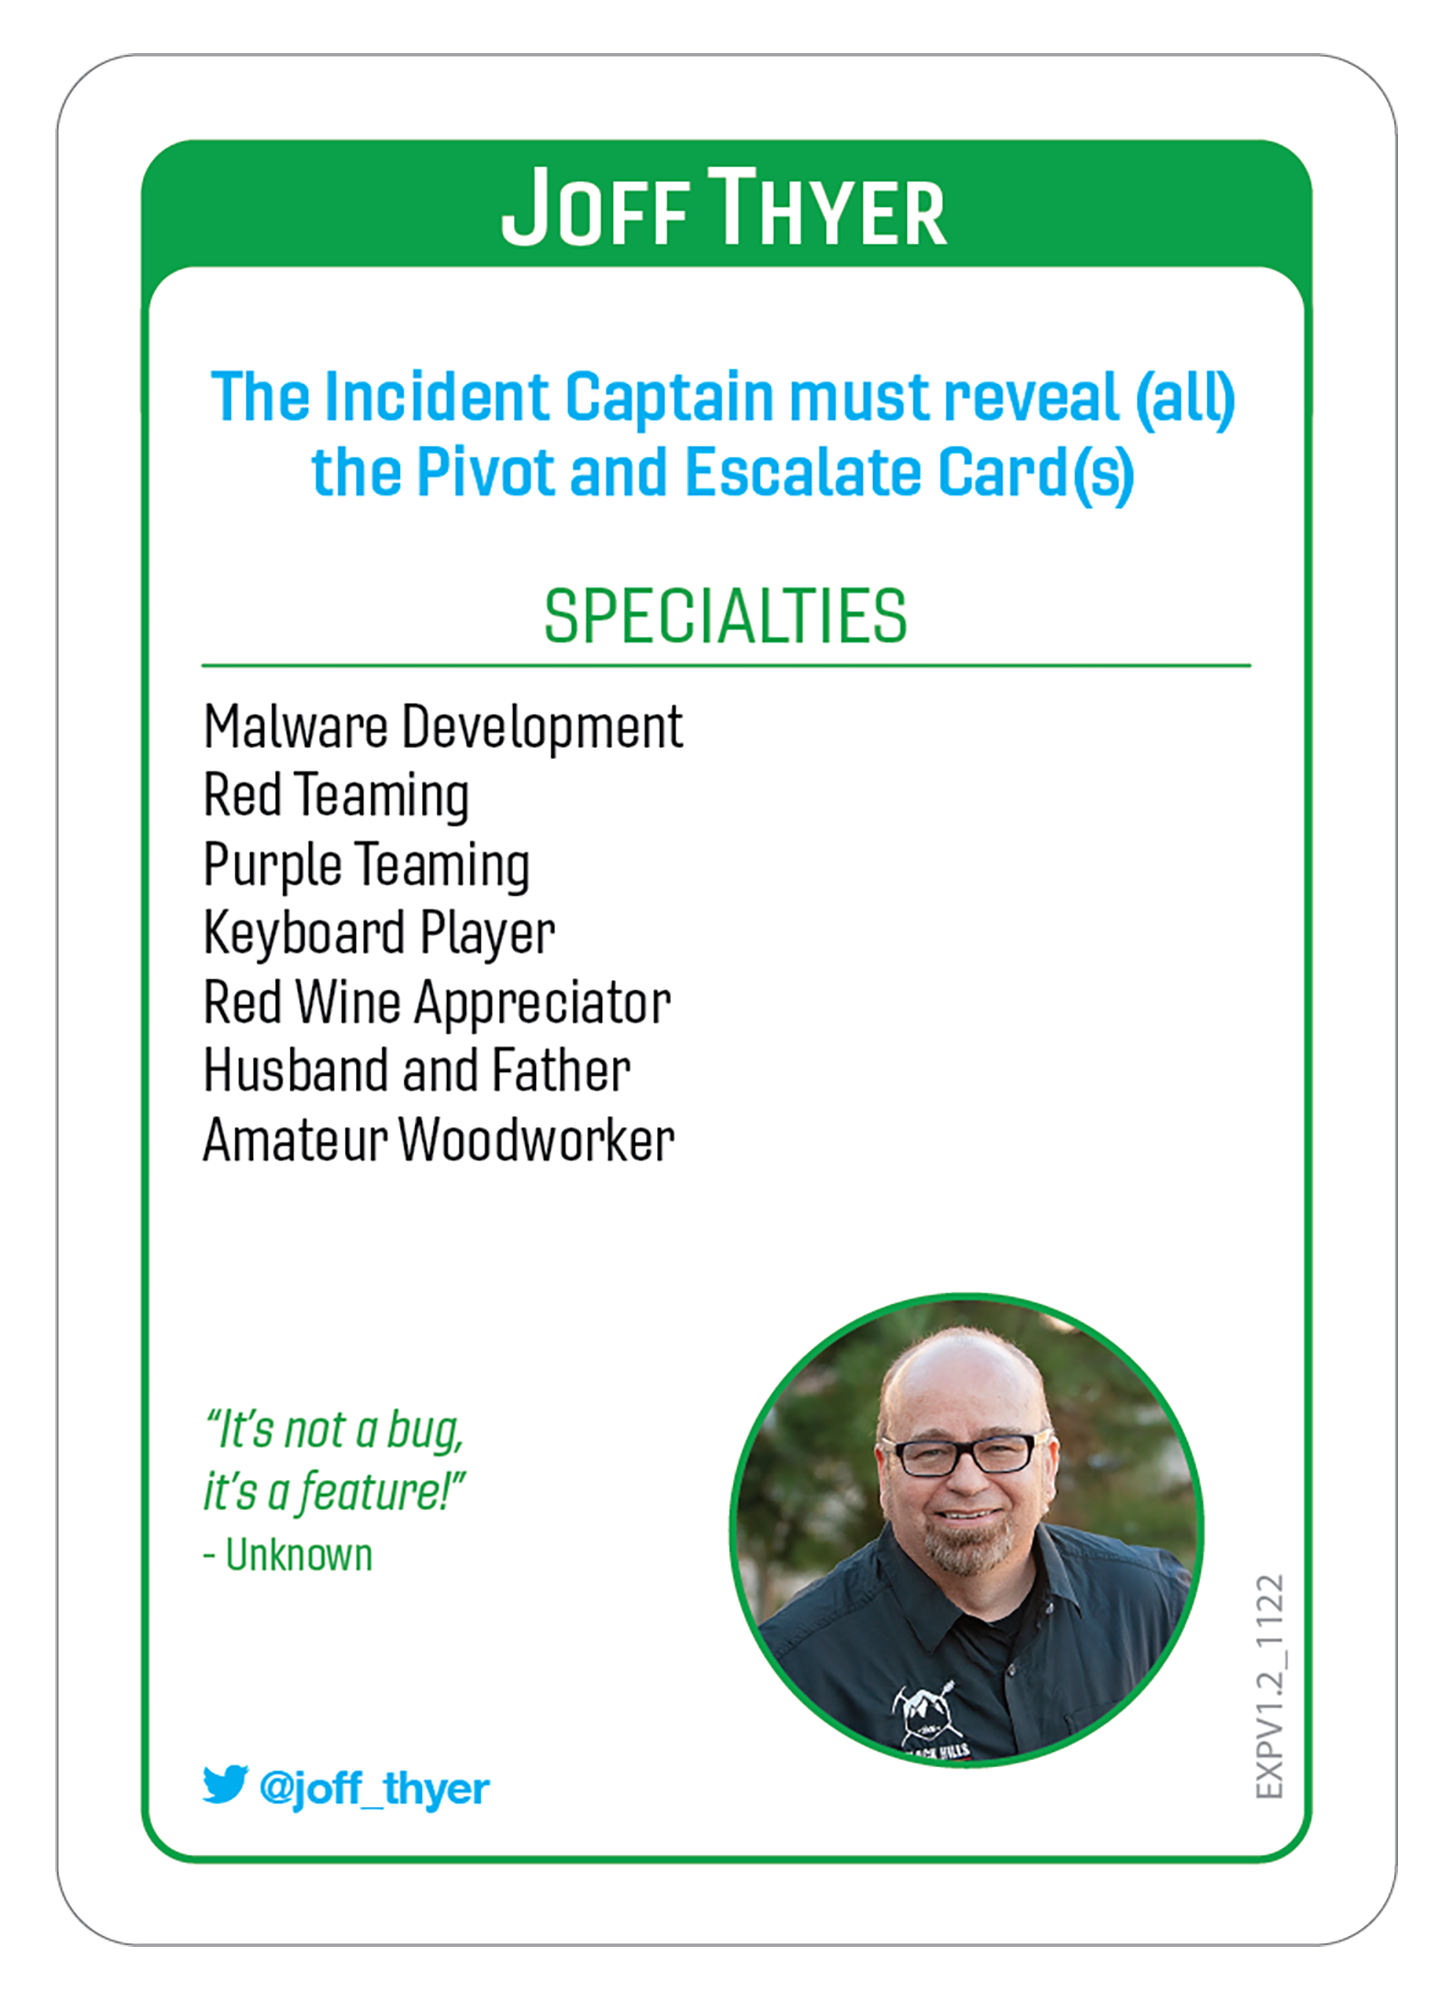 JOFF THYER
The Incident Captain must reveal (all)
the Pivot and Escalate Card(s)
SPECIALTIES
Malware Development
Red Teaming
Purple Teaming
Keyboard Player
Red Wine Appreciator
Husband and Father
Amateur Woodworker
“It’s not a bug,
it’s a feature!”
- Unknown
@joff_thyer
HILLS
EXPV1.2_1122